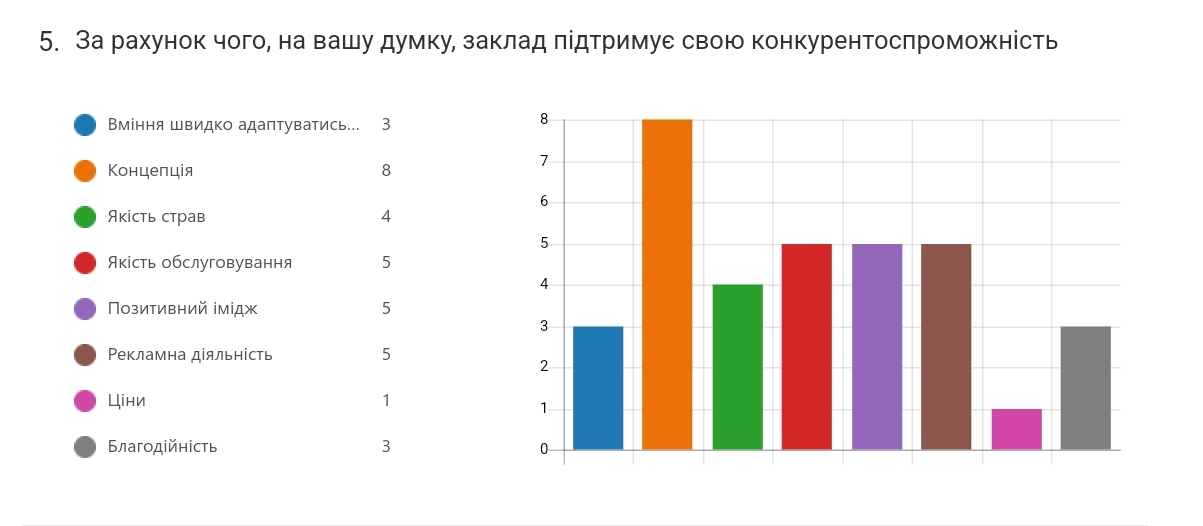 5. За рахунок чого, на вашу думку, заклад підтримує свою конкурентоспроможність
Вміння швидко адаптуватись... 3
Концепція 8
Якість страв 4
Якість обслуговування 5
Позитивний імідж 5
Рекламна діяльність 5
Ціни 1
Благодійність 3
8
7
6
5
4
3
2
1
0